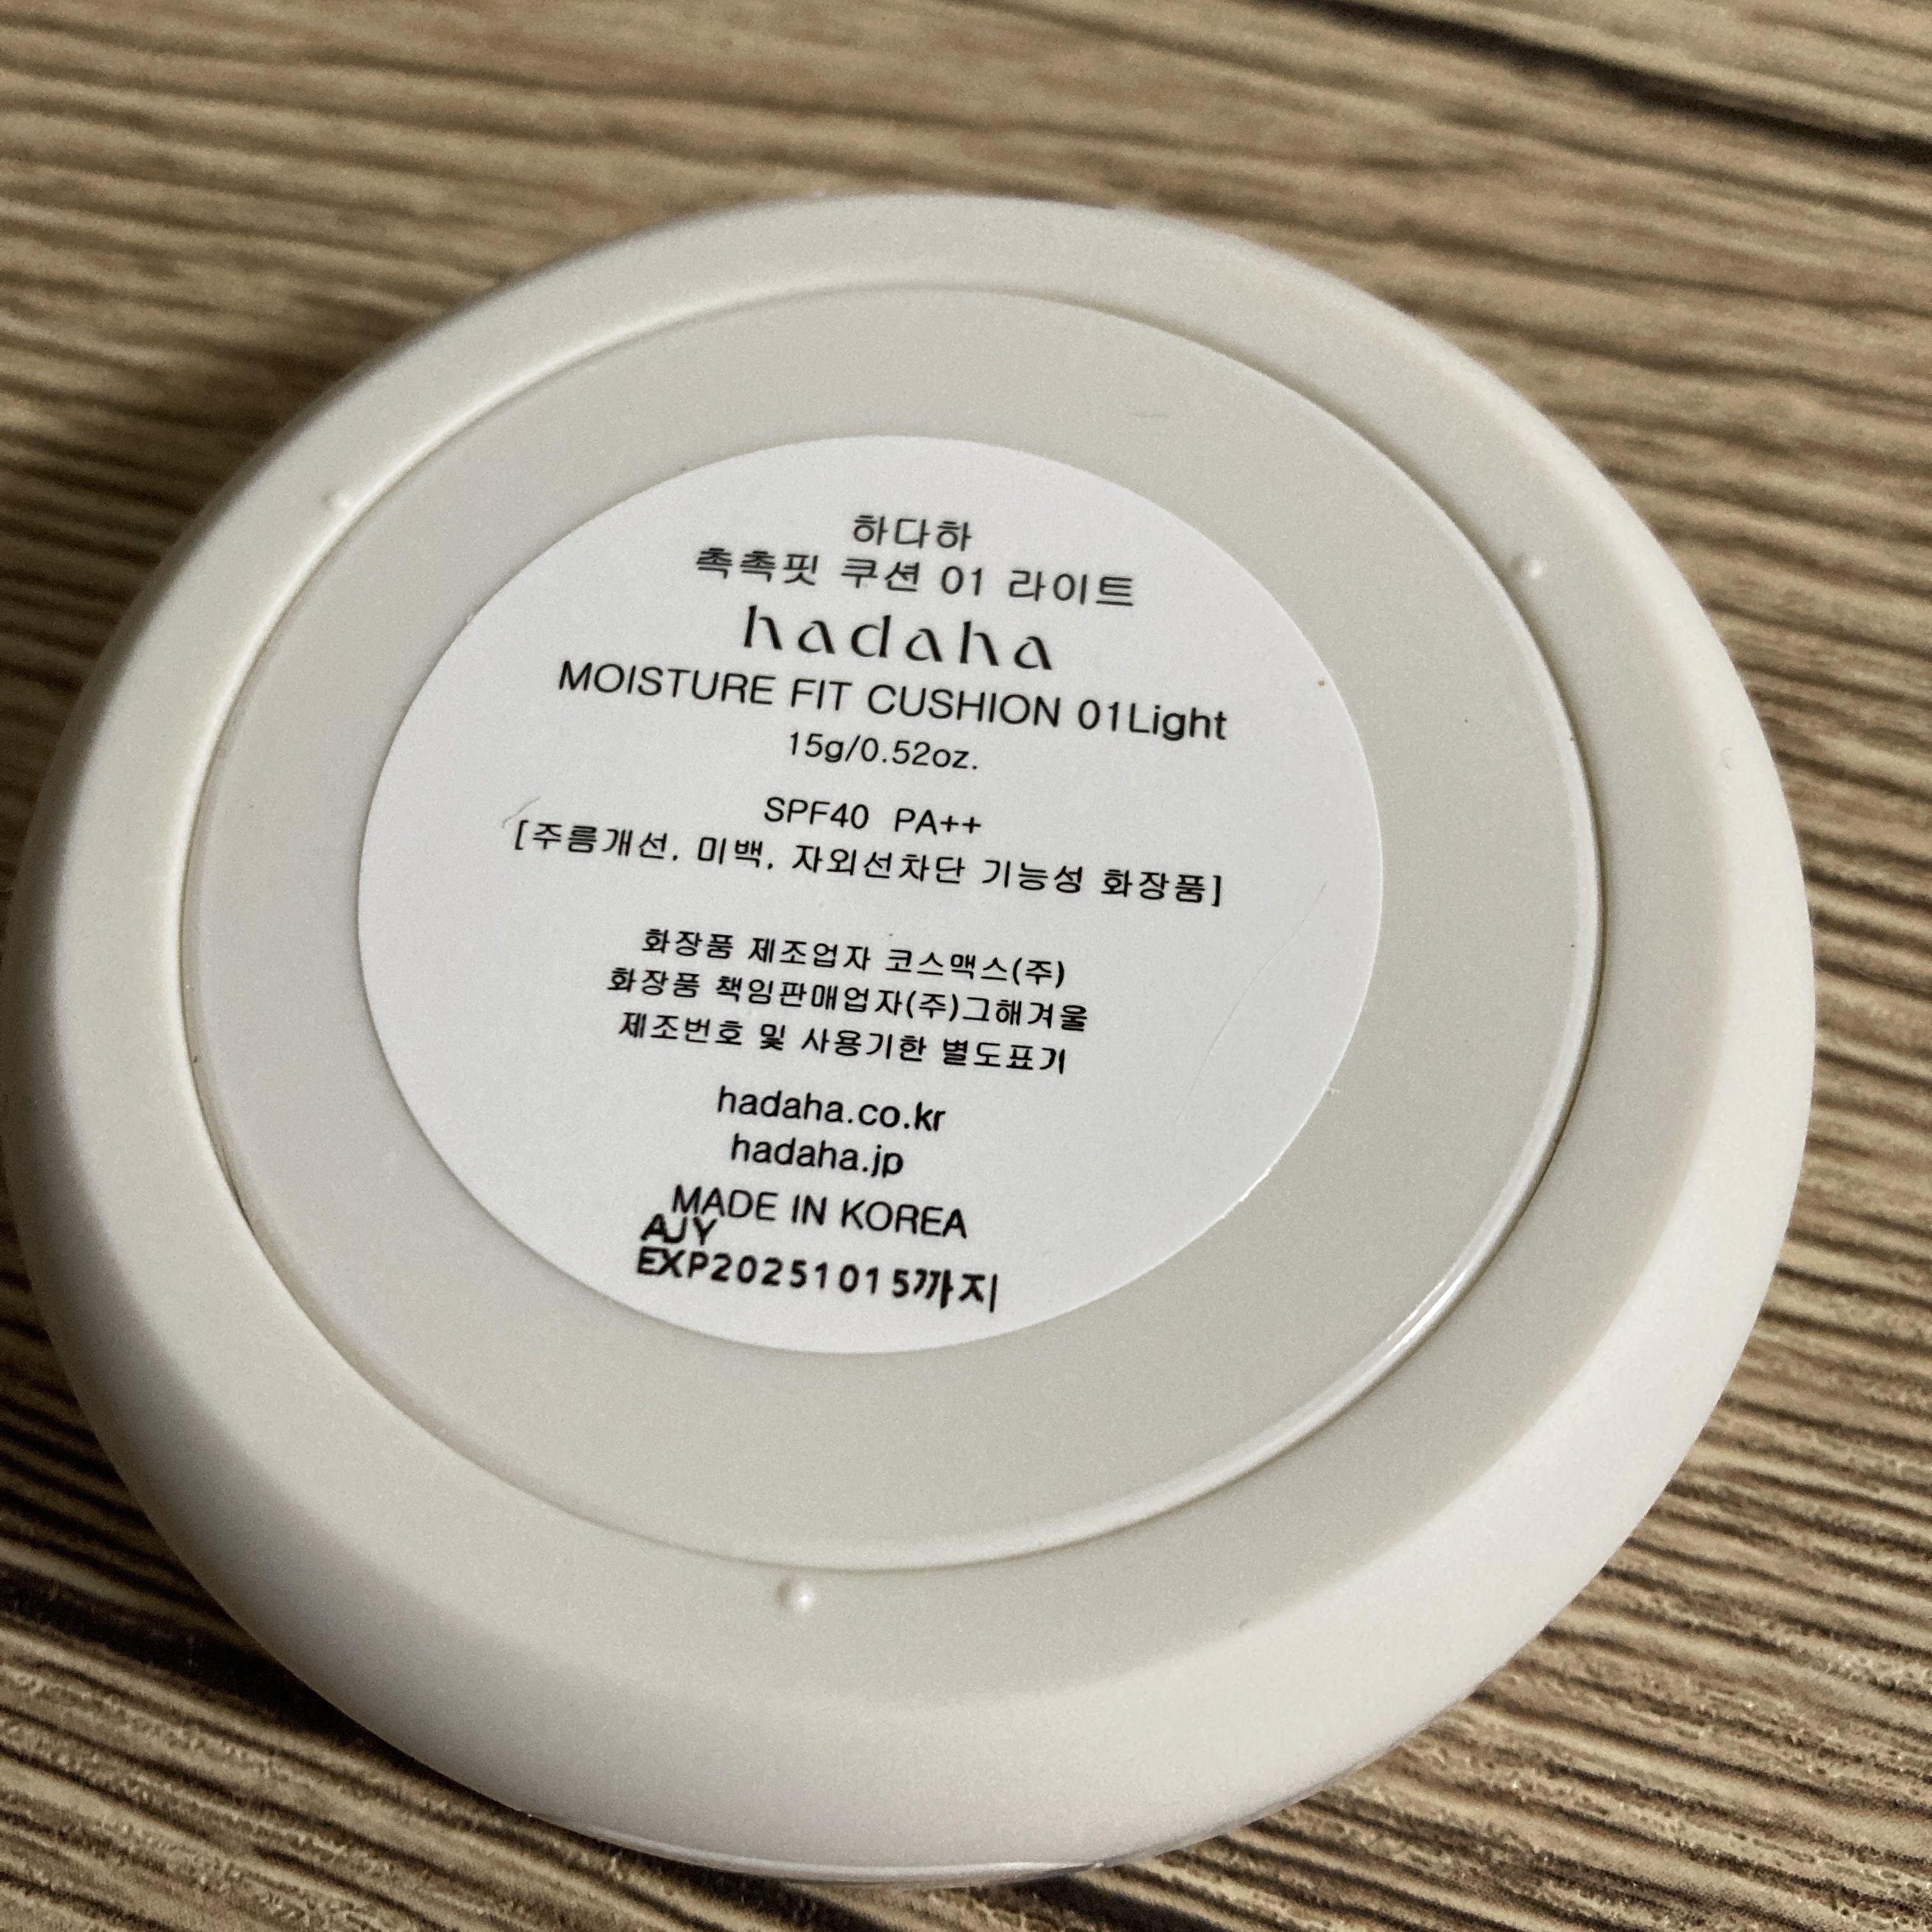 하다하
촉촉핏 쿠션 01 라이트
hadaha
MOISTURE FIT CUSHION 01Light
15g/0.52oz.
SPF40 PA++
[주름개선, 미백, 자외선차단 기능성 화장품]
화장품 제조업자 코스맥스(주)
화장품 책임판매업자(주)그해겨울
제조번호 및 사용기한 별도표기
hadaha.co.kr
hadaha.jp
MADE IN KOREA
AJY
EXP20251015까지